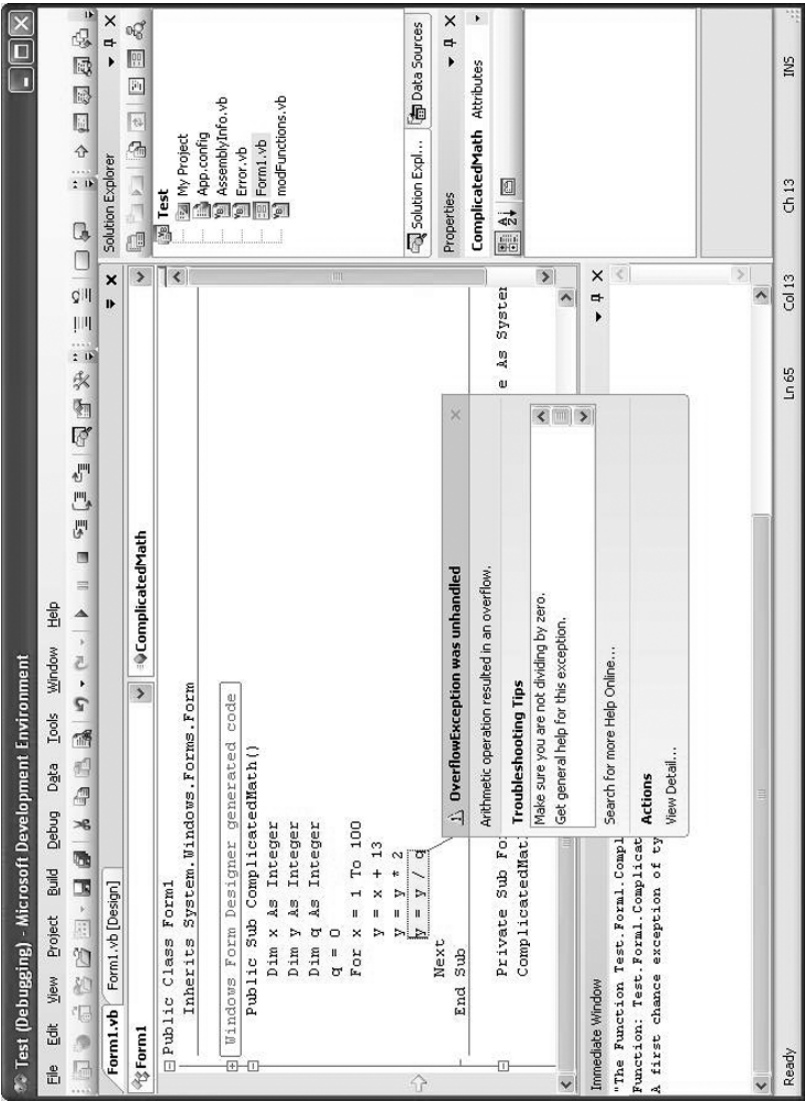 Test (Debugging) - Microsoft Development Environment
File Edit View Project Build Debug Data Tools Window Help
Form1.vb Form1.vb [Design]
Form1 ComplicatedMath
Public Class Form1
Inherits System.Windows.Forms.Form
Windows Form Designer generated code
Public Sub ComplicatedMath()
Dim x As Integer
Dim y As Integer
Dim q As Integer
q = 0
For x = 1 To 100
y = x + 13
y = y * 2
y = y / q
Next
End Sub
Private Sub For
e As System
ComplicatedMat
OverflowException was unhandled
Arithmetic operation resulted in an overflow.
Troubleshooting Tips
Make sure you are not dividing by zero.
Get general help for this exception.
Search for more Help Online...
Actions
View Detail...
Immediate Window
"The Function Test.Form1.Compl
Function: Test.Form1.Complicat
A first chance exception of ty
Solution Explorer
Test
My Project
App.config
AssemblyInfo.vb
Error.vb
Form1.vb
modFunctions.vb
Solution Expl... Data Sources
Properties
ComplicatedMath Attributes
Ready Ln 65 Col 13 Ch 13 INS